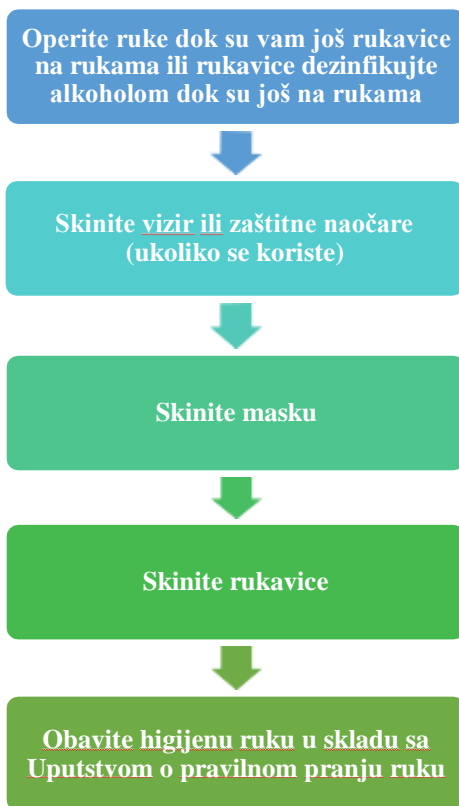 Operite ruke dok su vam još rukavice
na rukama ili rukavice dezinfikujte
alkoholom dok su još na rukama
Skinite vizir ili zaštitne naočare
(ukoliko se koriste)
Skinite masku
Skinite rukavice
Obavite higijenu ruku u skladu sa
Uputstvom o pravilnom pranju ruku